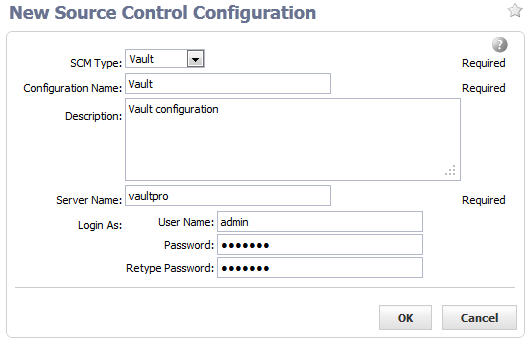 New Source Control Configuration
?
SCM Type: Vault Required
Configuration Name: Vault Required
Description: Vault configuration
Server Name: vaultpro Required
Login As: User Name: admin
Password: ●●●●●●●
Retype Password: ●●●●●●●
OK Cancel